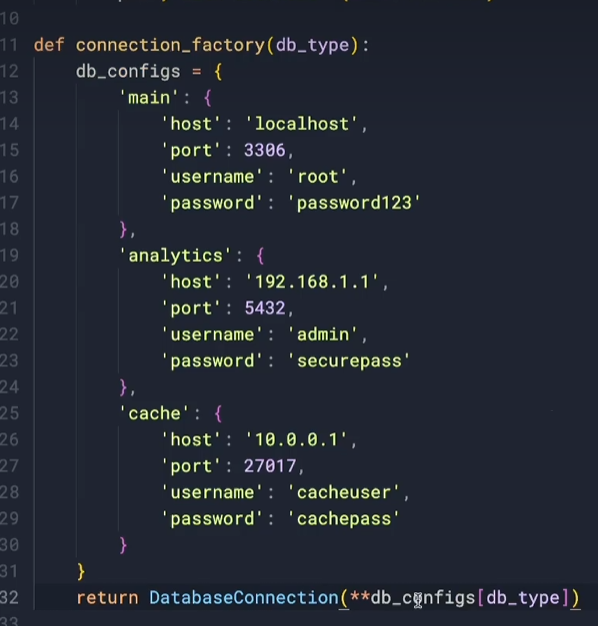 10
11 def connection_factory(db_type):
12     db_configs = {
13         'main': {
14             'host': 'localhost',
15             'port': 3306,
16             'username': 'root',
17             'password': 'password123'
18         },
19         'analytics': {
20             'host': '192.168.1.1',
21             'port': 5432,
22             'username': 'admin',
23             'password': 'securepass'
24         },
25         'cache': {
26             'host': '10.0.0.1',
27             'port': 27017,
28             'username': 'cacheuser',
29             'password': 'cachepass'
30         }
31     }
32     return DatabaseConnection(**db_configs[db_type])
33